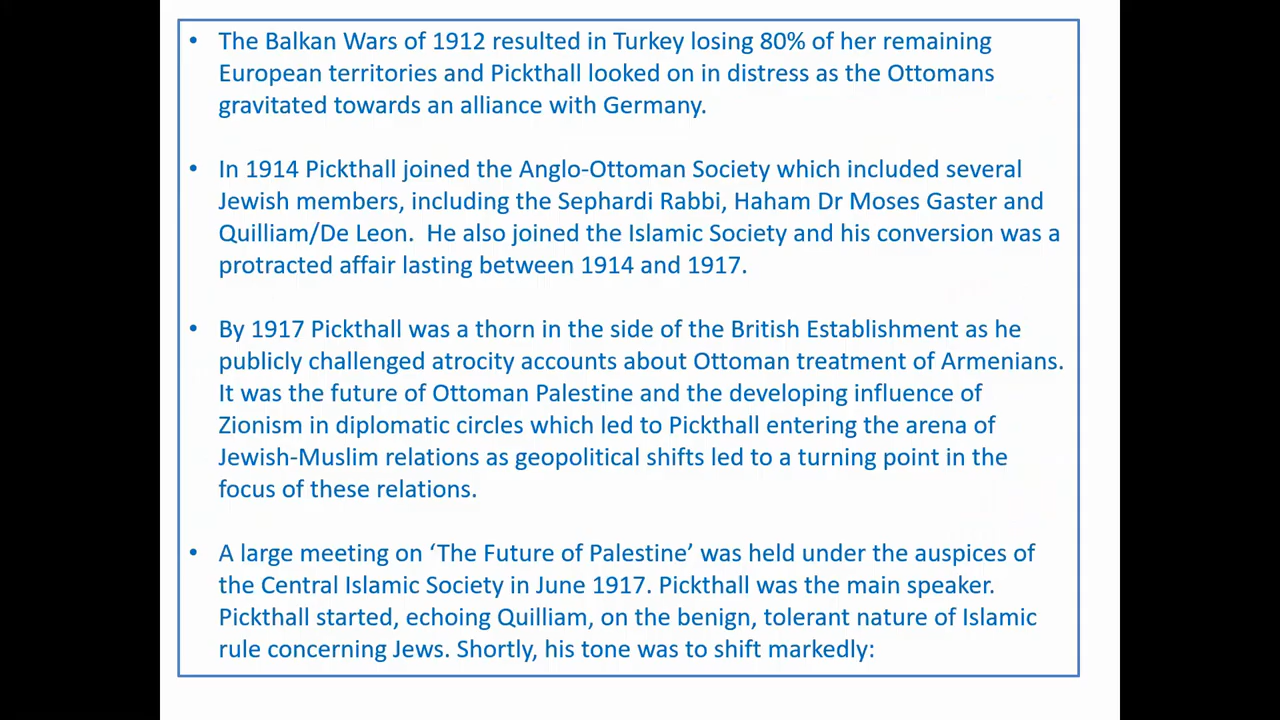 • The Balkan Wars of 1912 resulted in Turkey losing 80% of her remaining
European territories and Pickthall looked on in distress as the Ottomans
gravitated towards an alliance with Germany.
• In 1914 Pickthall joined the Anglo-Ottoman Society which included several
Jewish members, including the Sephardi Rabbi, Haham Dr Moses Gaster and
Quilliam/De Leon.  He also joined the Islamic Society and his conversion was a
protracted affair lasting between 1914 and 1917.
• By 1917 Pickthall was a thorn in the side of the British Establishment as he
publicly challenged atrocity accounts about Ottoman treatment of Armenians.
It was the future of Ottoman Palestine and the developing influence of
Zionism in diplomatic circles which led to Pickthall entering the arena of
Jewish-Muslim relations as geopolitical shifts led to a turning point in the
focus of these relations.
• A large meeting on ‘The Future of Palestine’ was held under the auspices of
the Central Islamic Society in June 1917. Pickthall was the main speaker.
Pickthall started, echoing Quilliam, on the benign, tolerant nature of Islamic
rule concerning Jews. Shortly, his tone was to shift markedly: